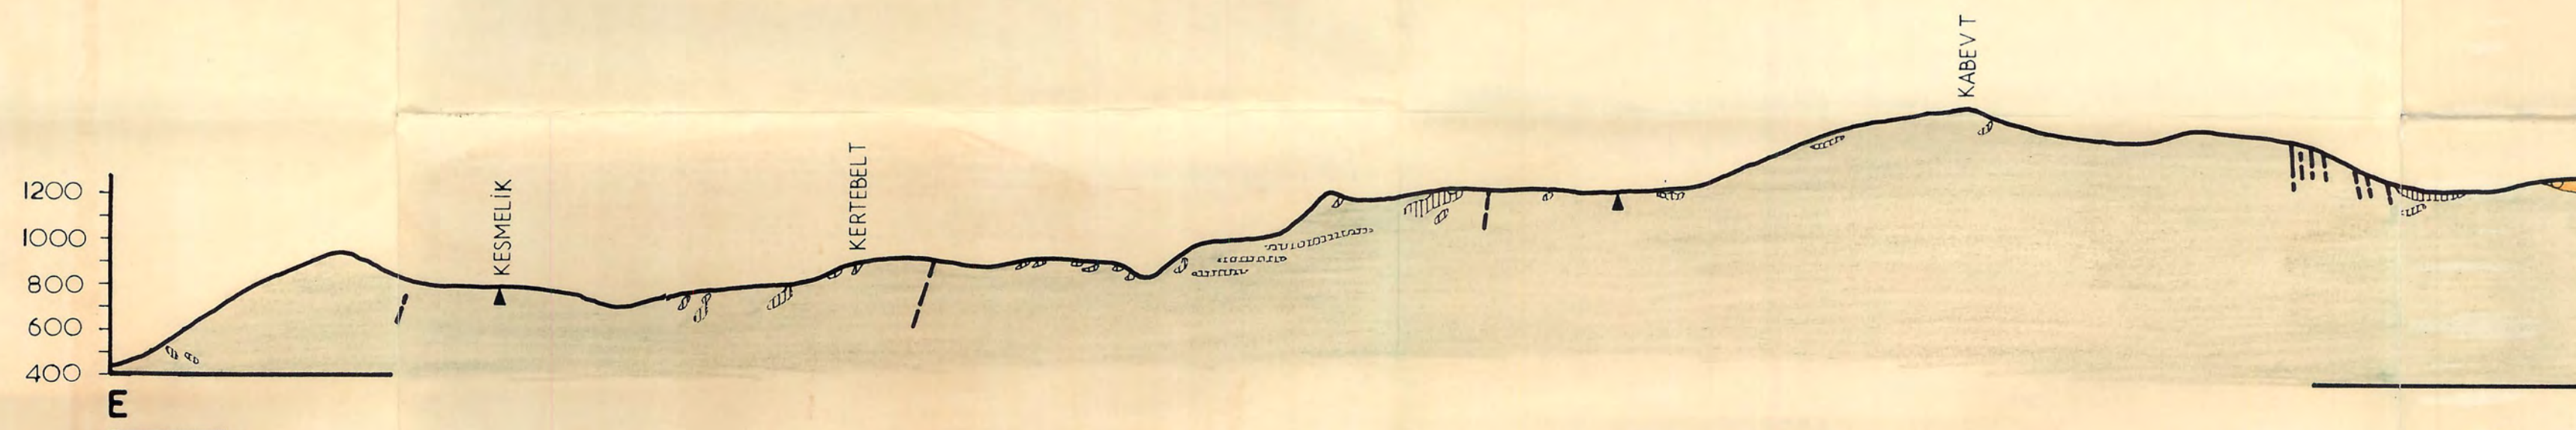 KABEV T
KERTEBEL T
KESMELİK
1200
1000
800
600
400
E